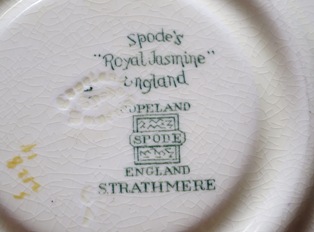 Spode's
"Royal Jasmine"
England
COPELAND
SPODE
ENGLAND
STRATHMERE